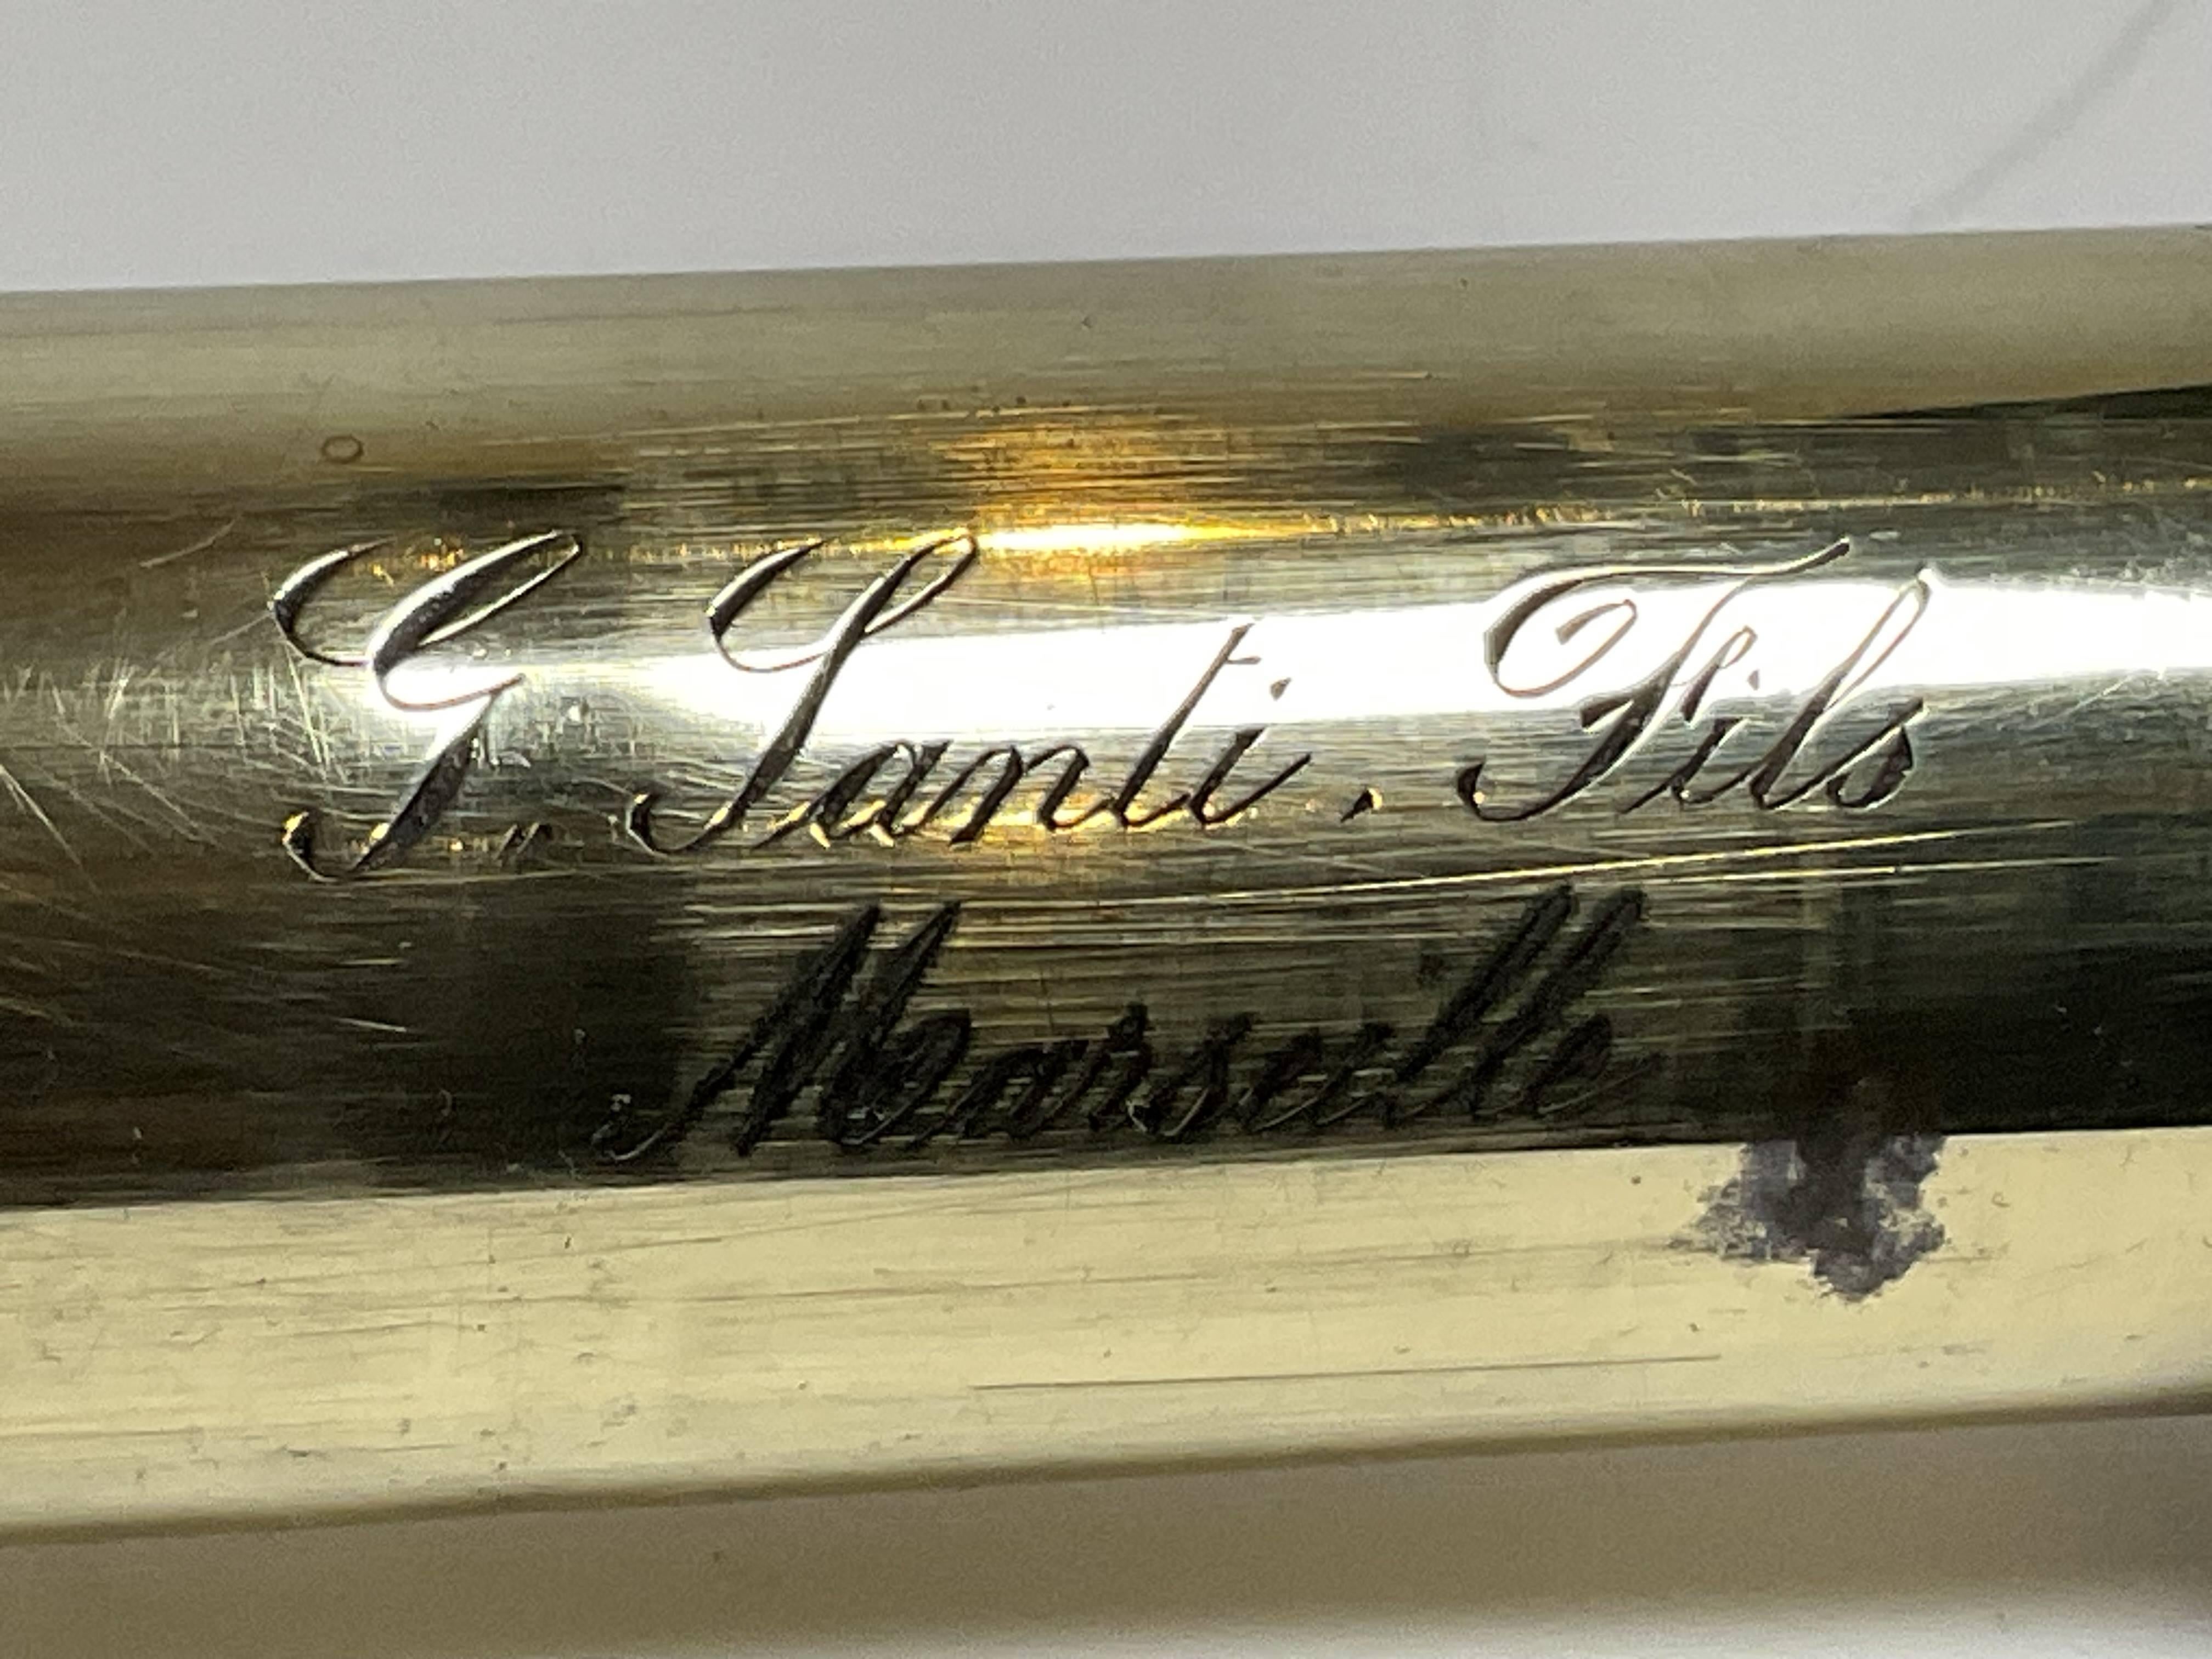 G. Santi. Fils
Marseille